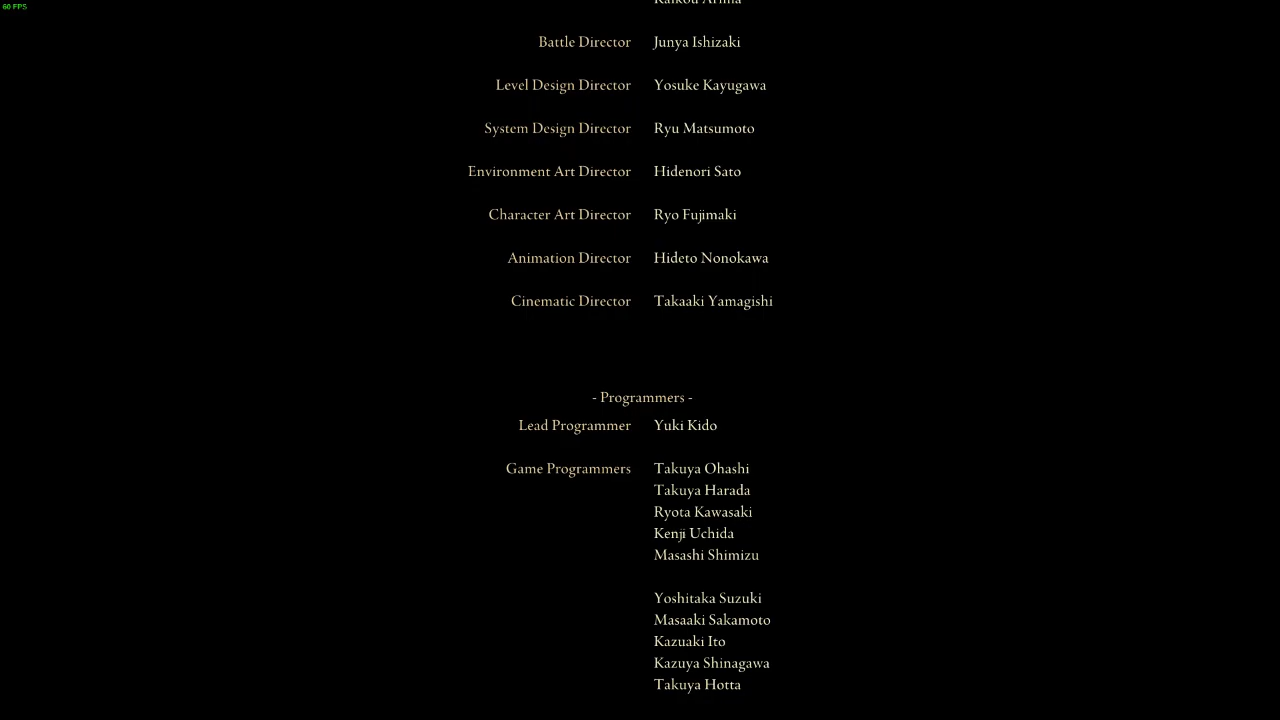 60 FPS
Battle Director Junya Ishizaki
Level Design Director Yosuke Kayugawa
System Design Director Ryu Matsumoto
Environment Art Director Hidenori Sato
Character Art Director Ryo Fujimaki
Animation Director Hideto Nonokawa
Cinematic Director Takaaki Yamagishi
- Programmers -
Lead Programmer Yuki Kido
Game Programmers Takuya Ohashi
Takuya Harada
Ryota Kawasaki
Kenji Uchida
Masashi Shimizu
Yoshitaka Suzuki
Masaaki Sakamoto
Kazuaki Ito
Kazuya Shinagawa
Takuya Hotta